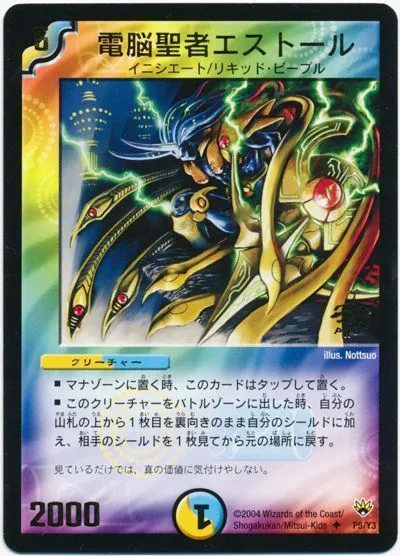 電脳聖者エストール
イニシエート/リキッド・ピープル
illus. Nottsuo
クリーチャー
■ マナゾーンに置く時、このカードはタップして置く。
■ このクリーチャーをバトルゾーンに出した時、自分の
山札の上から1枚目を裏向きのまま自分のシールドに加
え、相手のシールドを1枚見てから元の場所に戻す。
見ているだけでは、真の価値に気付けやしない。
2000
1
©2004 Wizards of the Coast/
Shogakukan/Mitsui-Kids
P5/Y3